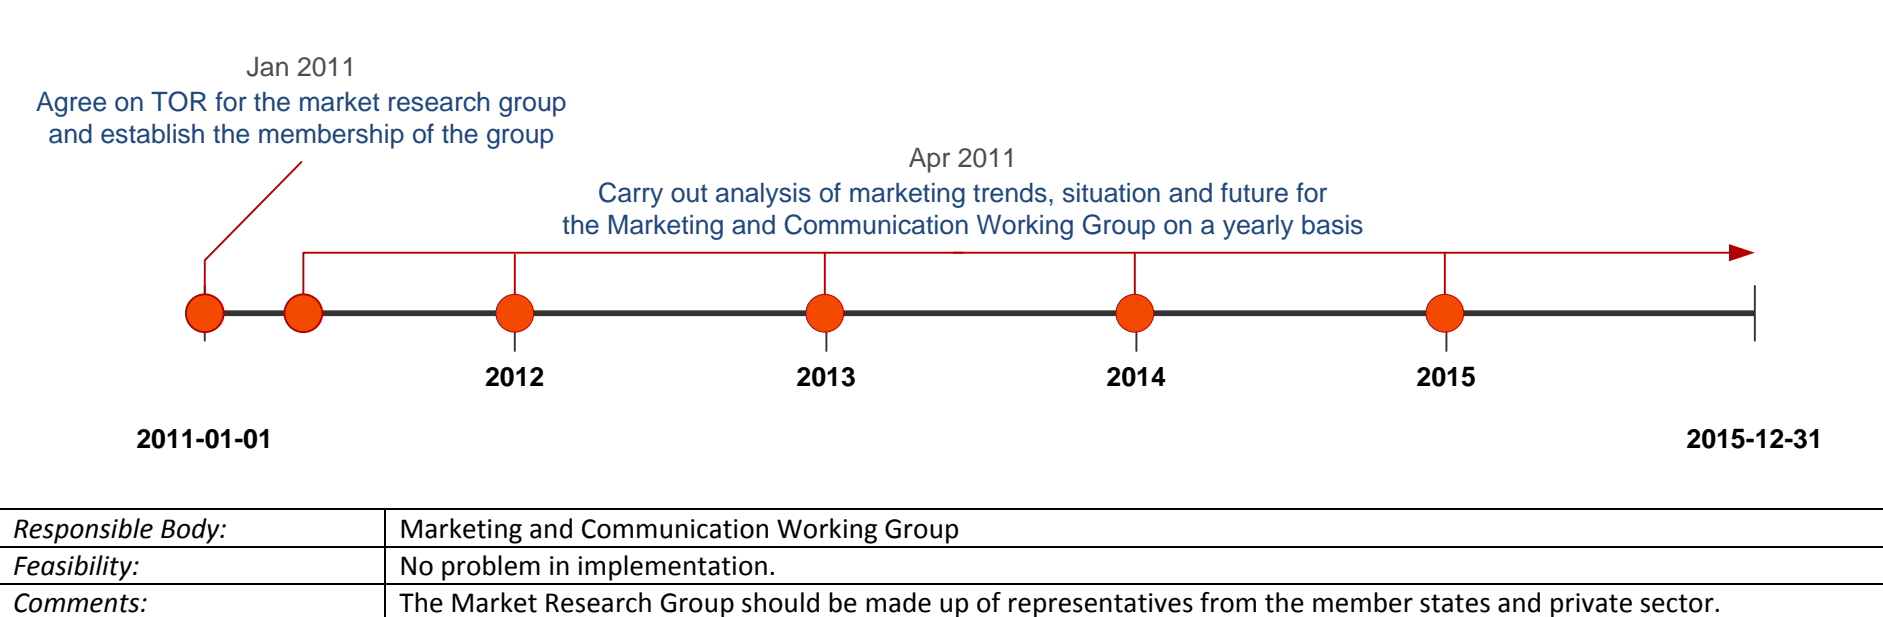 Jan 2011
Agree on TOR for the market research group
and establish the membership of the group
Apr 2011
Carry out analysis of marketing trends, situation and future for
the Marketing and Communication Working Group on a yearly basis
2012
2013
2014
2015
2011-01-01
2015-12-31
Responsible Body: Marketing and Communication Working Group
Feasibility: No problem in implementation.
Comments: The Market Research Group should be made up of representatives from the member states and private sector.